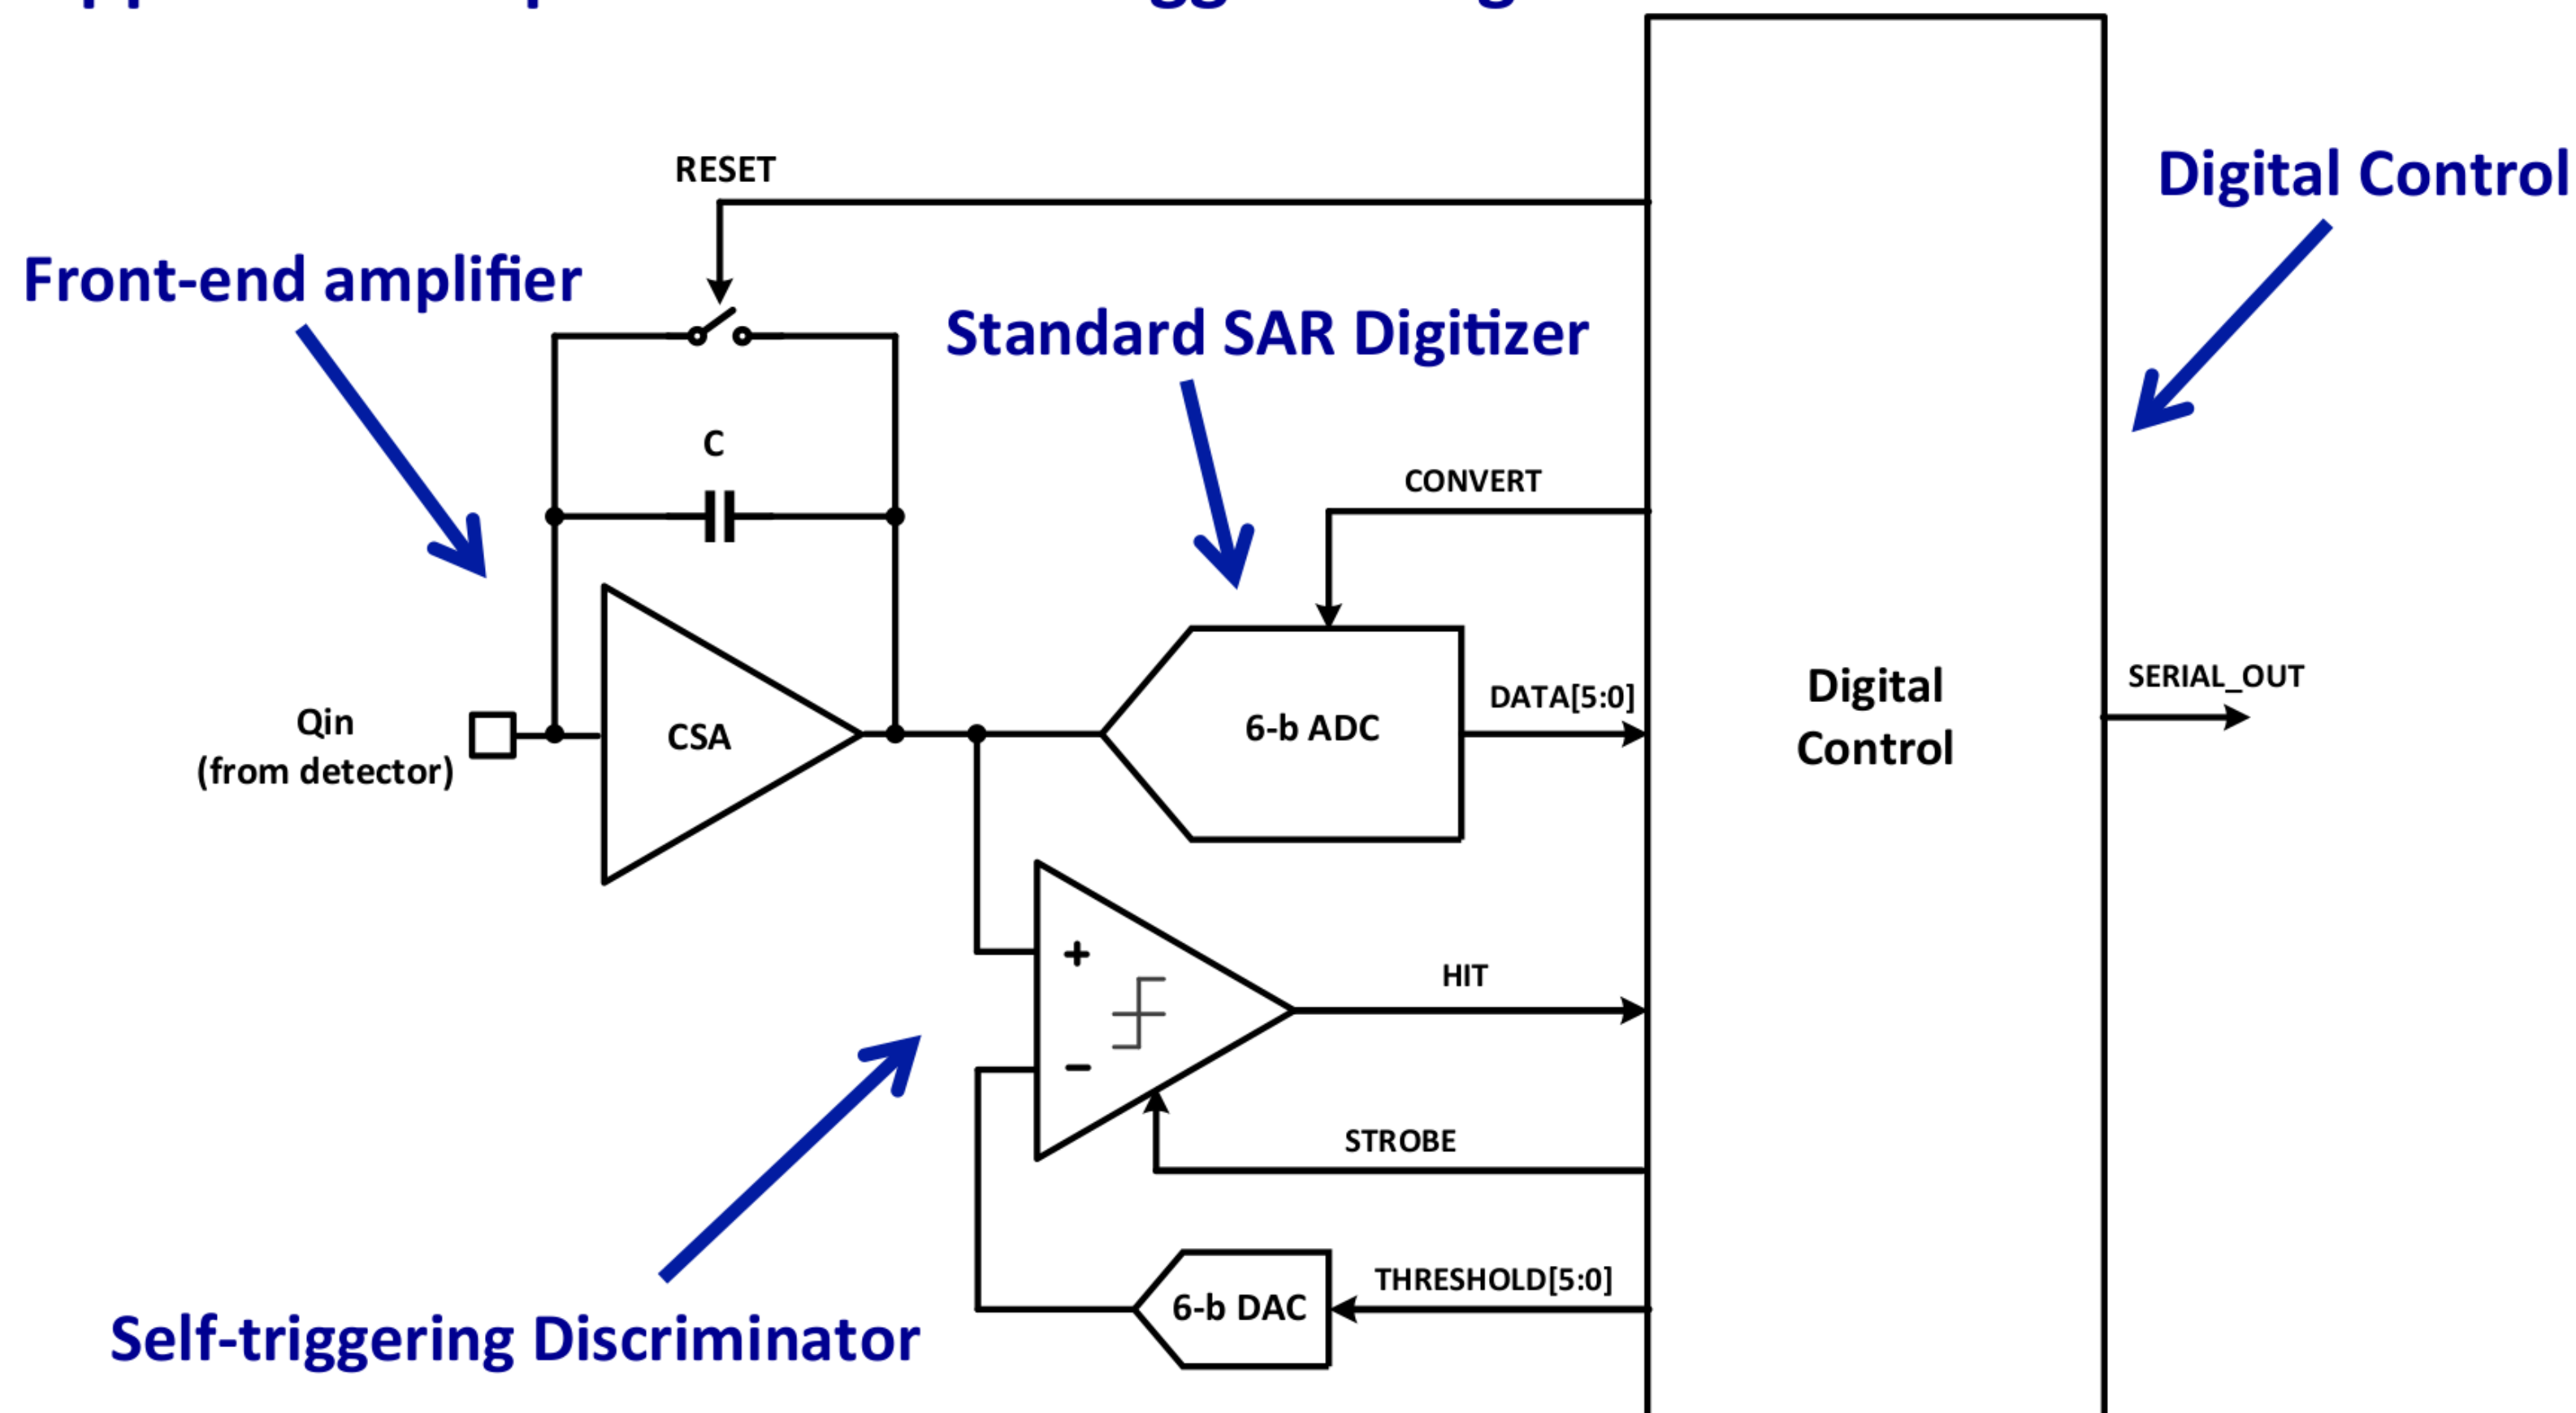 RESET
Digital Control
Front-end amplifier
Standard SAR Digitizer
C
CONVERT
Qin
(from detector)
CSA
6-b ADC
DATA[5:0]
Digital
Control
SERIAL_OUT
+
HIT
−
STROBE
THRESHOLD[5:0]
6-b DAC
Self-triggering Discriminator